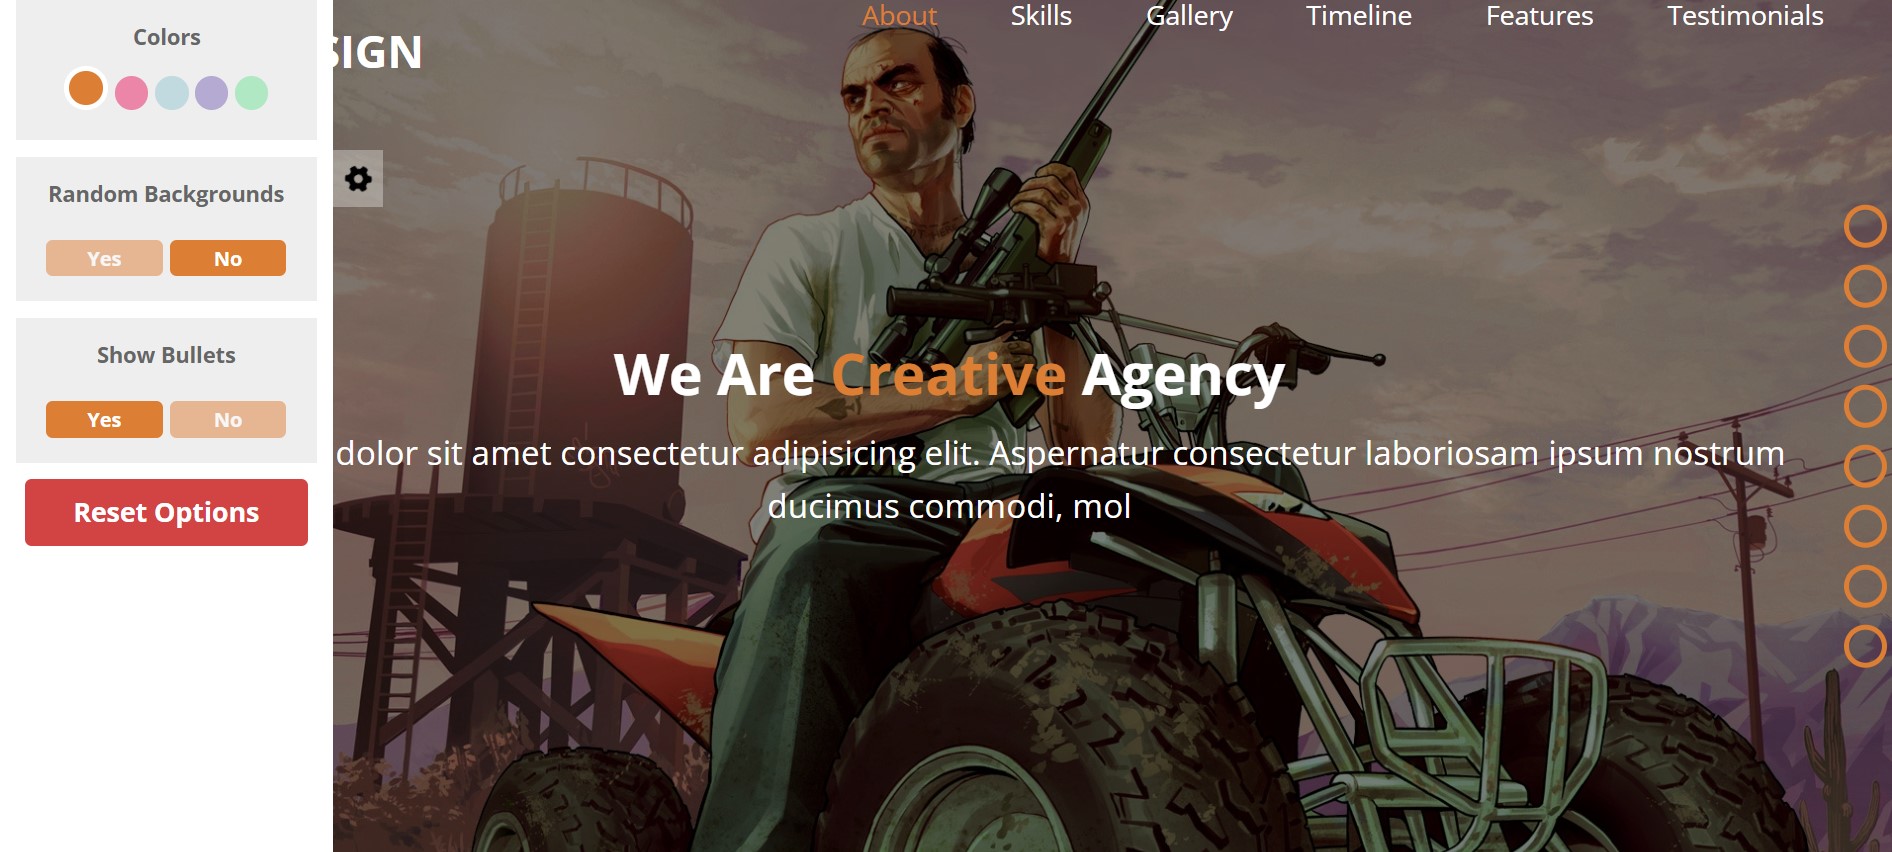 Colors
Random Backgrounds
Yes No
Show Bullets
Yes No
Reset Options
SIGN
About Skills Gallery Timeline Features Testimonials
We Are Creative Agency
dolor sit amet consectetur adipisicing elit. Aspernatur consectetur laboriosam ipsum nostrum
ducimus commodi, mol